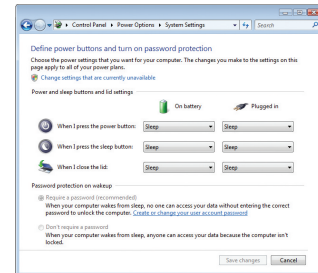 Control Panel ▸ Power Options ▸ System Settings
Search
Define power buttons and turn on password protection
Choose the power settings that you want for your computer. The changes you make to the settings on this
page apply to all of your power plans.
Change settings that are currently unavailable
Power and sleep buttons and lid settings
On battery
Plugged in
When I press the power button:
Sleep
Sleep
When I press the sleep button:
Sleep
Sleep
When I close the lid:
Sleep
Sleep
Password protection on wakeup
Require a password (recommended)
When your computer wakes from sleep, no one can access your data without entering the correct
password to unlock the computer. Create or change your user account password
Don't require a password
When your computer wakes from sleep, anyone can access your data because the computer isn't
locked.
Save changes
Cancel